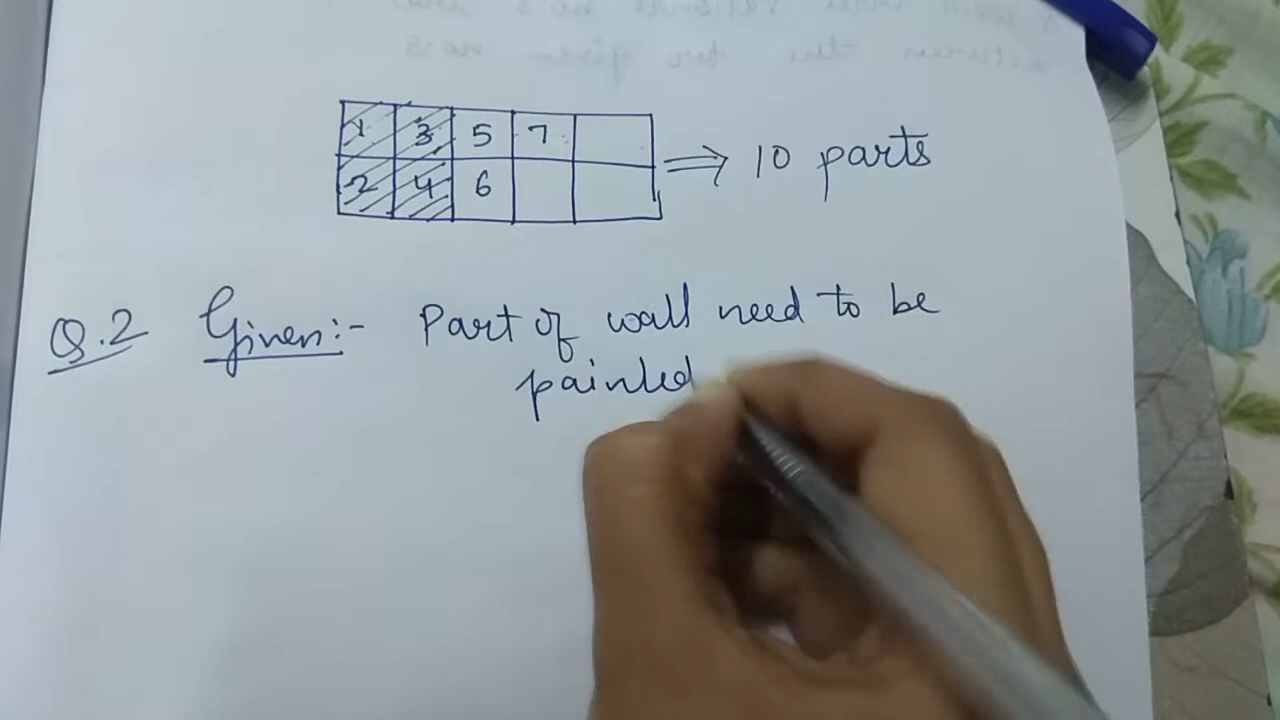 1 3 5 7
2 4 6
⇒ 10 parts
Q.2 Given:- Part of wall need to be
painted